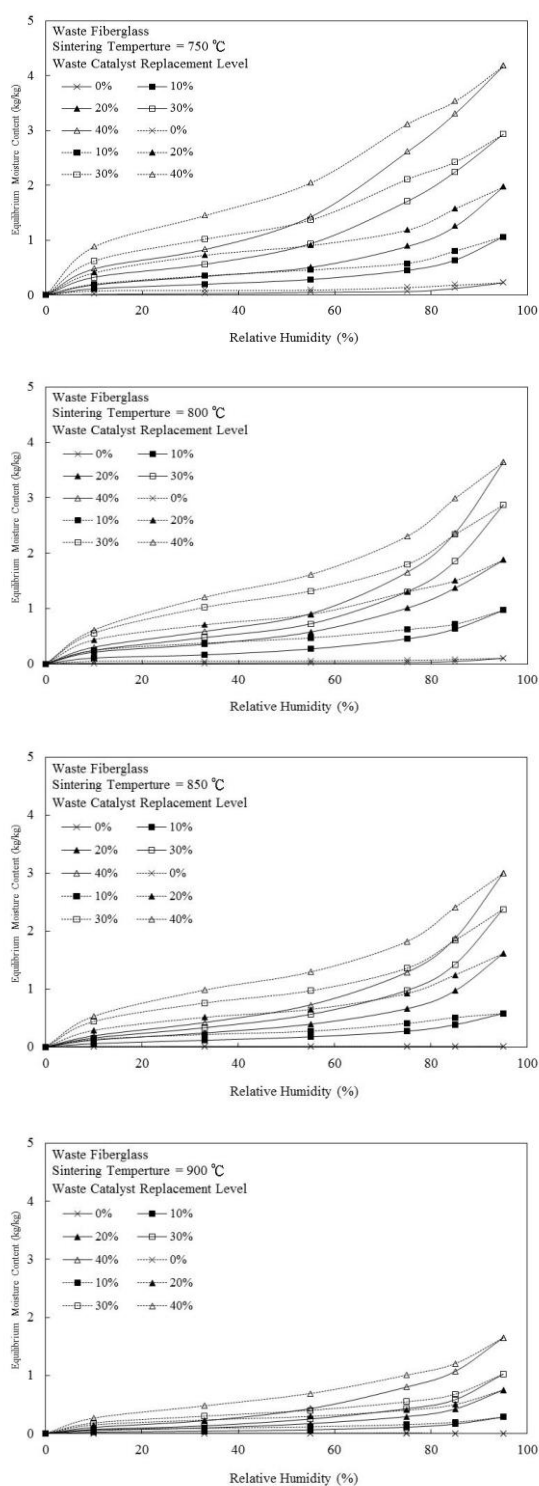 Waste Fiberglass
Sintering Temperture = 750 ℃
Waste Catalyst Replacement Level
0% 10%
20% 30%
40% 0%
10% 20%
30% 40%
Equilibrium Moisture Content (kg/kg)
5
4
3
2
1
0
0 20 40 60 80 100
Relative Humidity (%)
Waste Fiberglass
Sintering Temperture = 800 ℃
Waste Catalyst Replacement Level
0% 10%
20% 30%
40% 0%
10% 20%
30% 40%
Equilibrium Moisture Content (kg/kg)
5
4
3
2
1
0
0 20 40 60 80 100
Relative Humidity (%)
Waste Fiberglass
Sintering Temperture = 850 ℃
Waste Catalyst Replacement Level
0% 10%
20% 30%
40% 0%
10% 20%
30% 40%
Equilibrium Moisture Content (kg/kg)
5
4
3
2
1
0
0 20 40 60 80 100
Relative Humidity (%)
Waste Fiberglass
Sintering Temperture = 900 ℃
Waste Catalyst Replacement Level
0% 10%
20% 30%
40% 0%
10% 20%
30% 40%
Equilibrium Moisture Content (kg/kg)
5
4
3
2
1
0
0 20 40 60 80 100
Relative Humidity (%)